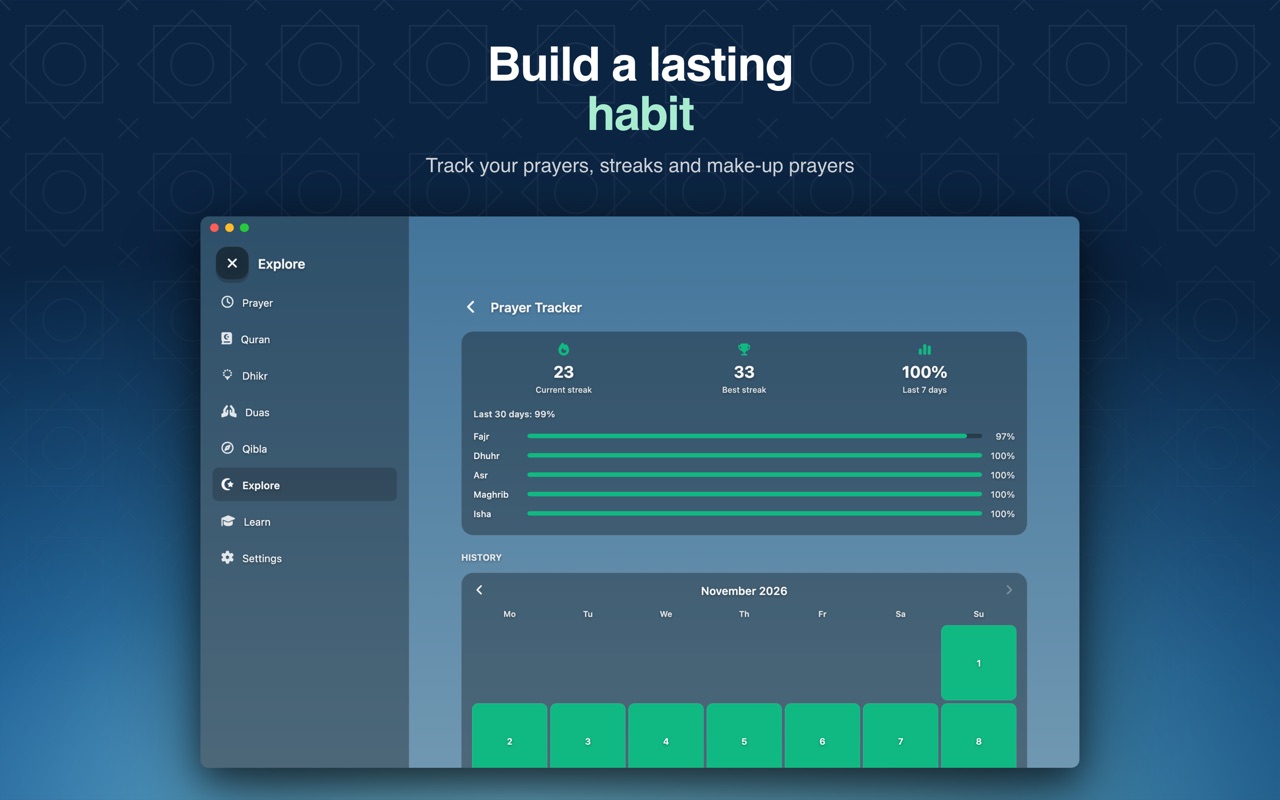 Build a lasting
habit
Track your prayers, streaks and make-up prayers
Explore
Prayer
Quran
Dhikr
Duas
Qibla
Explore
Learn
Settings
Prayer Tracker
23 33 100%
Current streak Best streak Last 7 days
Last 30 days: 99%
Fajr 97%
Dhuhr 100%
Asr 100%
Maghrib 100%
Isha 100%
HISTORY
November 2026
Mo Tu We Th Fr Sa Su
1
2 3 4 5 6 7 8